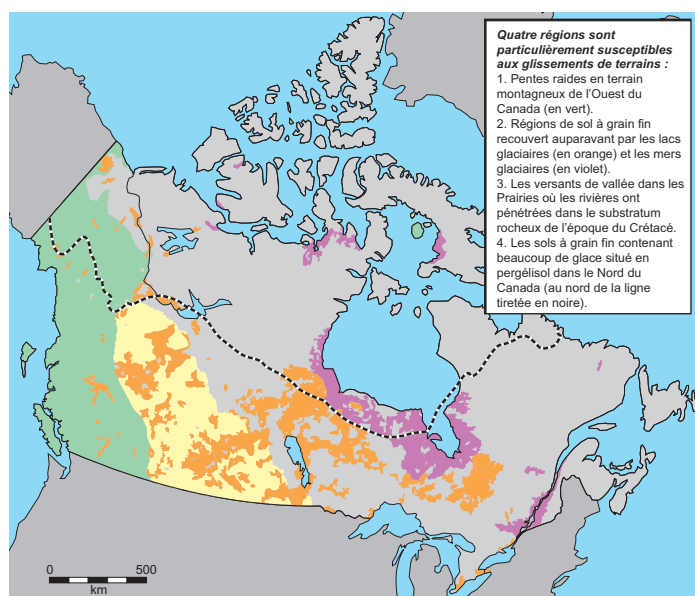 Quatre régions sont
particulièrement susceptibles
aux glissements de terrains :
1. Pentes raides en terrain
montagneux de l'Ouest du
Canada (en vert).
2. Régions de sol à grain fin
recouvert auparavant par les lacs
glaciaires (en orange) et les mers
glaciaires (en violet).
3. Les versants de vallée dans les
Prairies où les rivières ont
pénétrées dans le substratum
rocheux de l'époque du Crétacé.
4. Les sols à grain fin contenant
beaucoup de glace situé en
pergélisol dans le Nord du
Canada (au nord de la ligne
tiretée en noire).
0 500
km